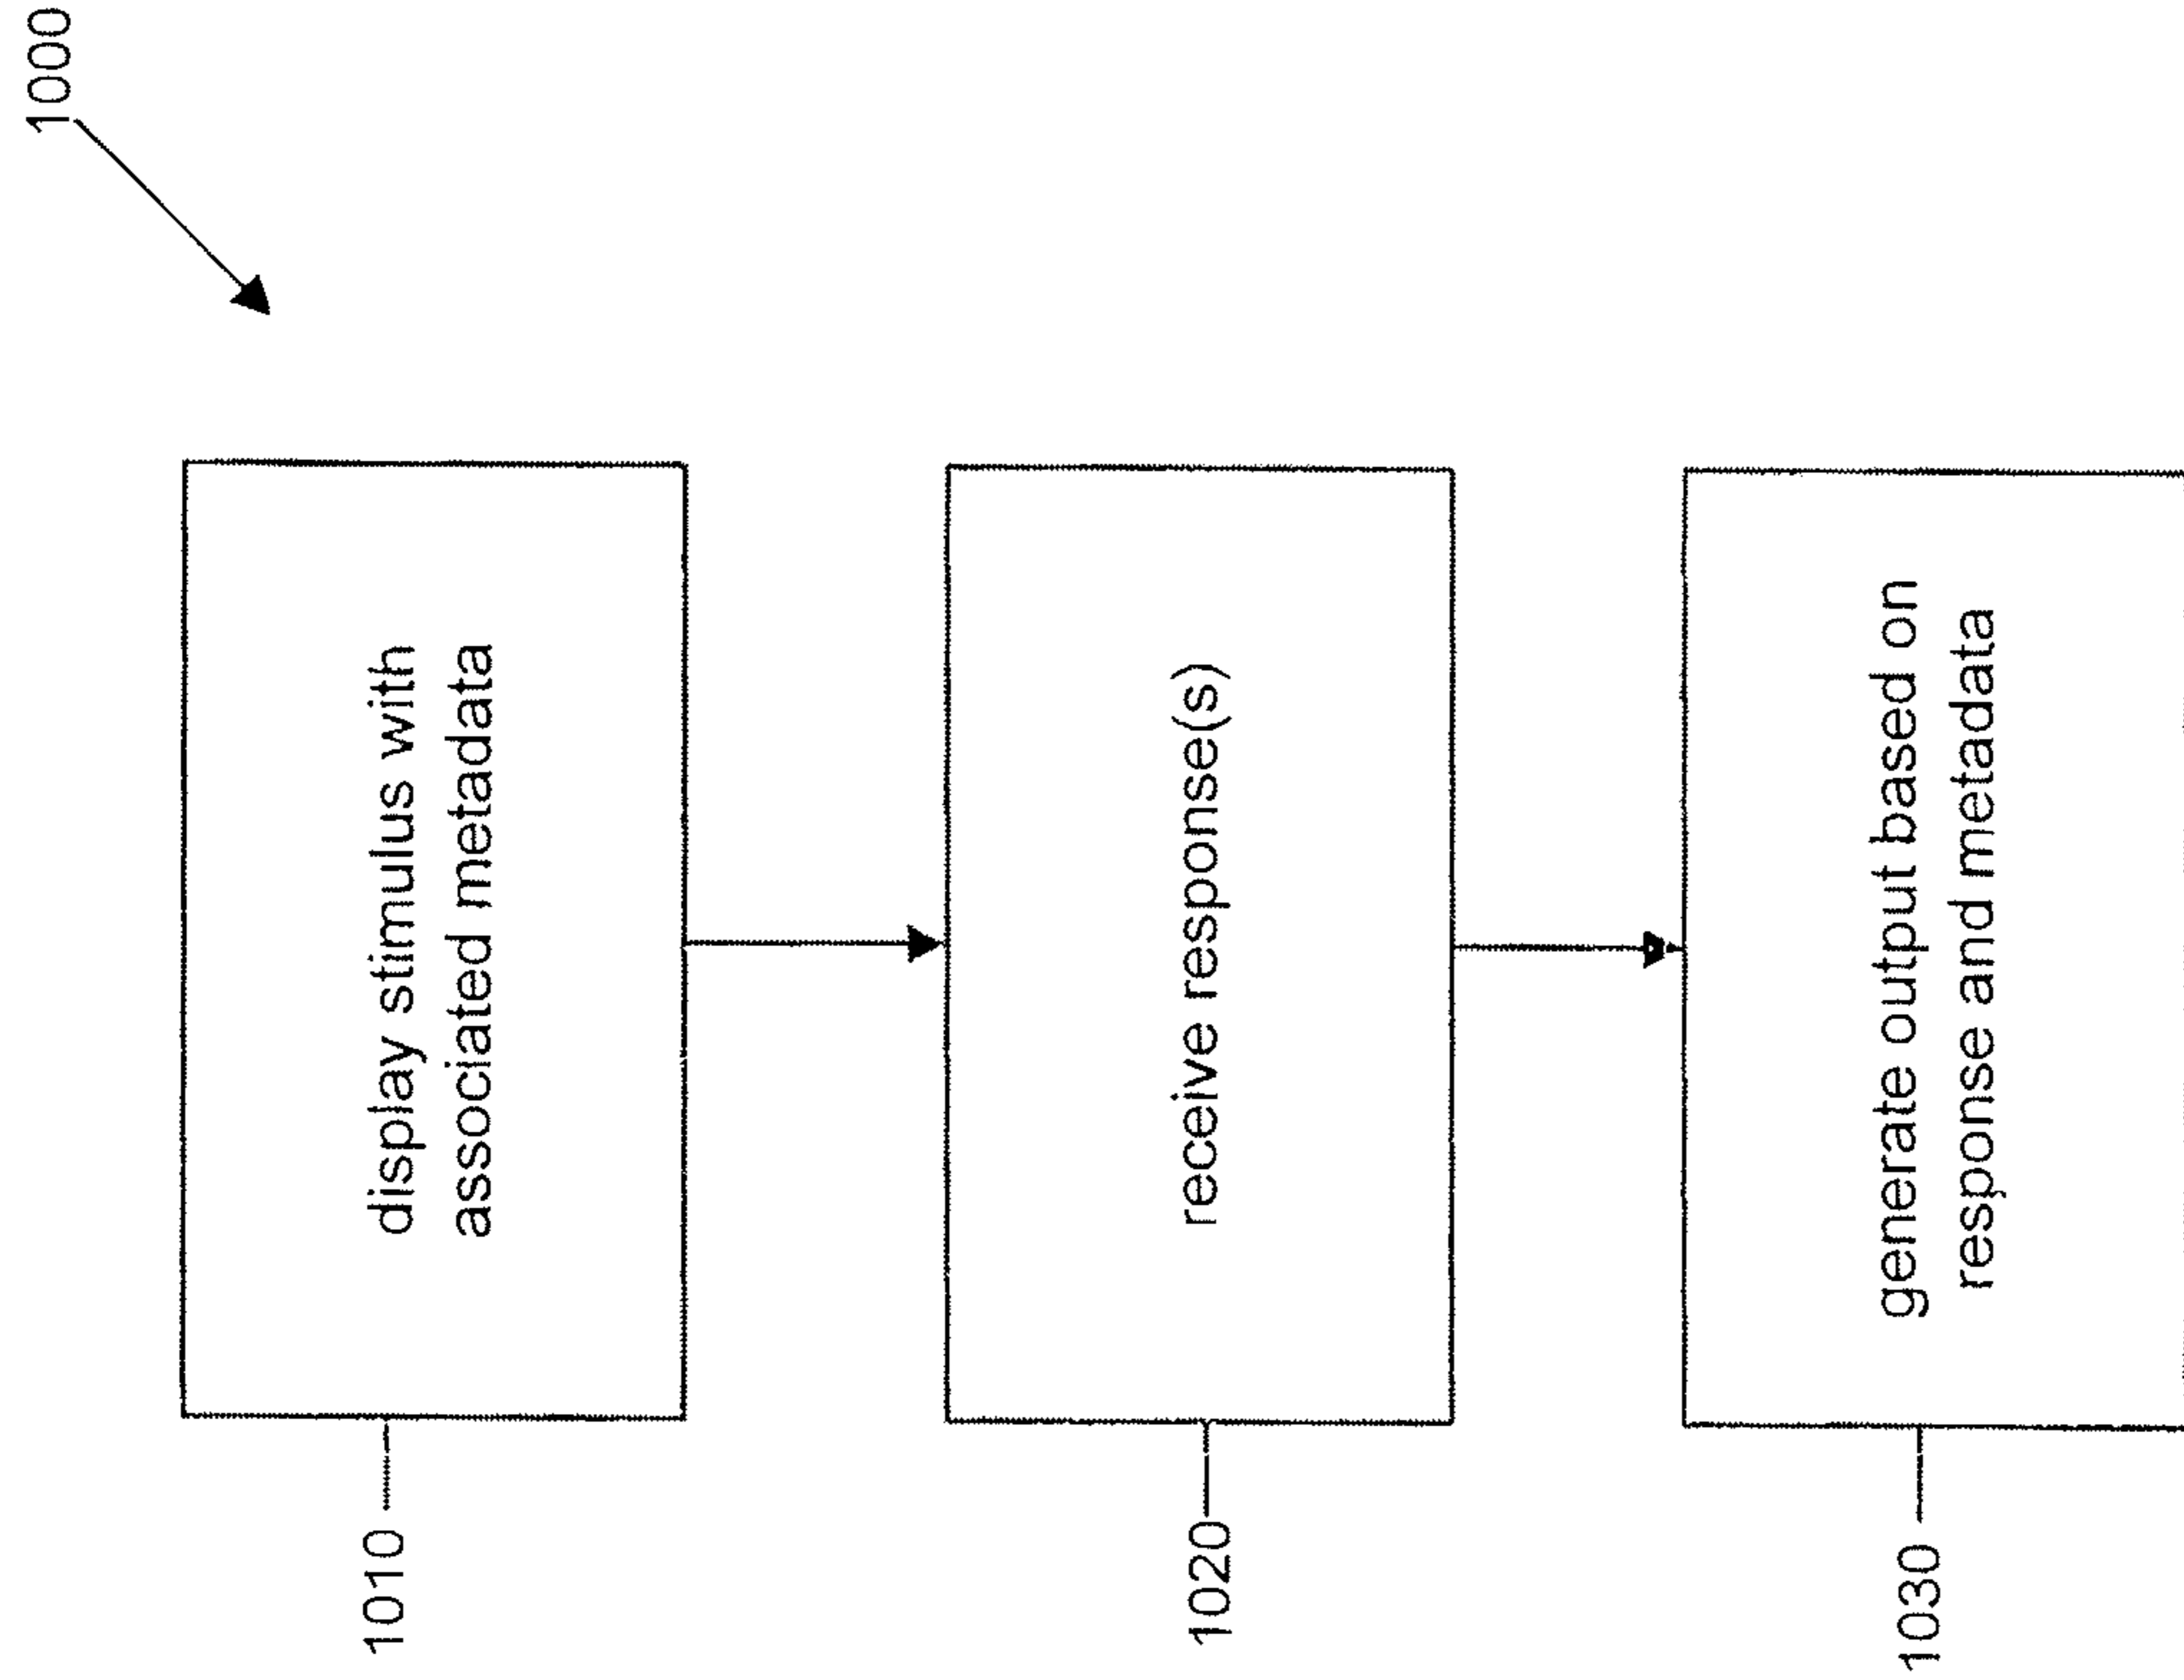 1000
1010
display stimulus with
associated metadata
1020
receive response(s)
1030
generate output based on
response and metadata